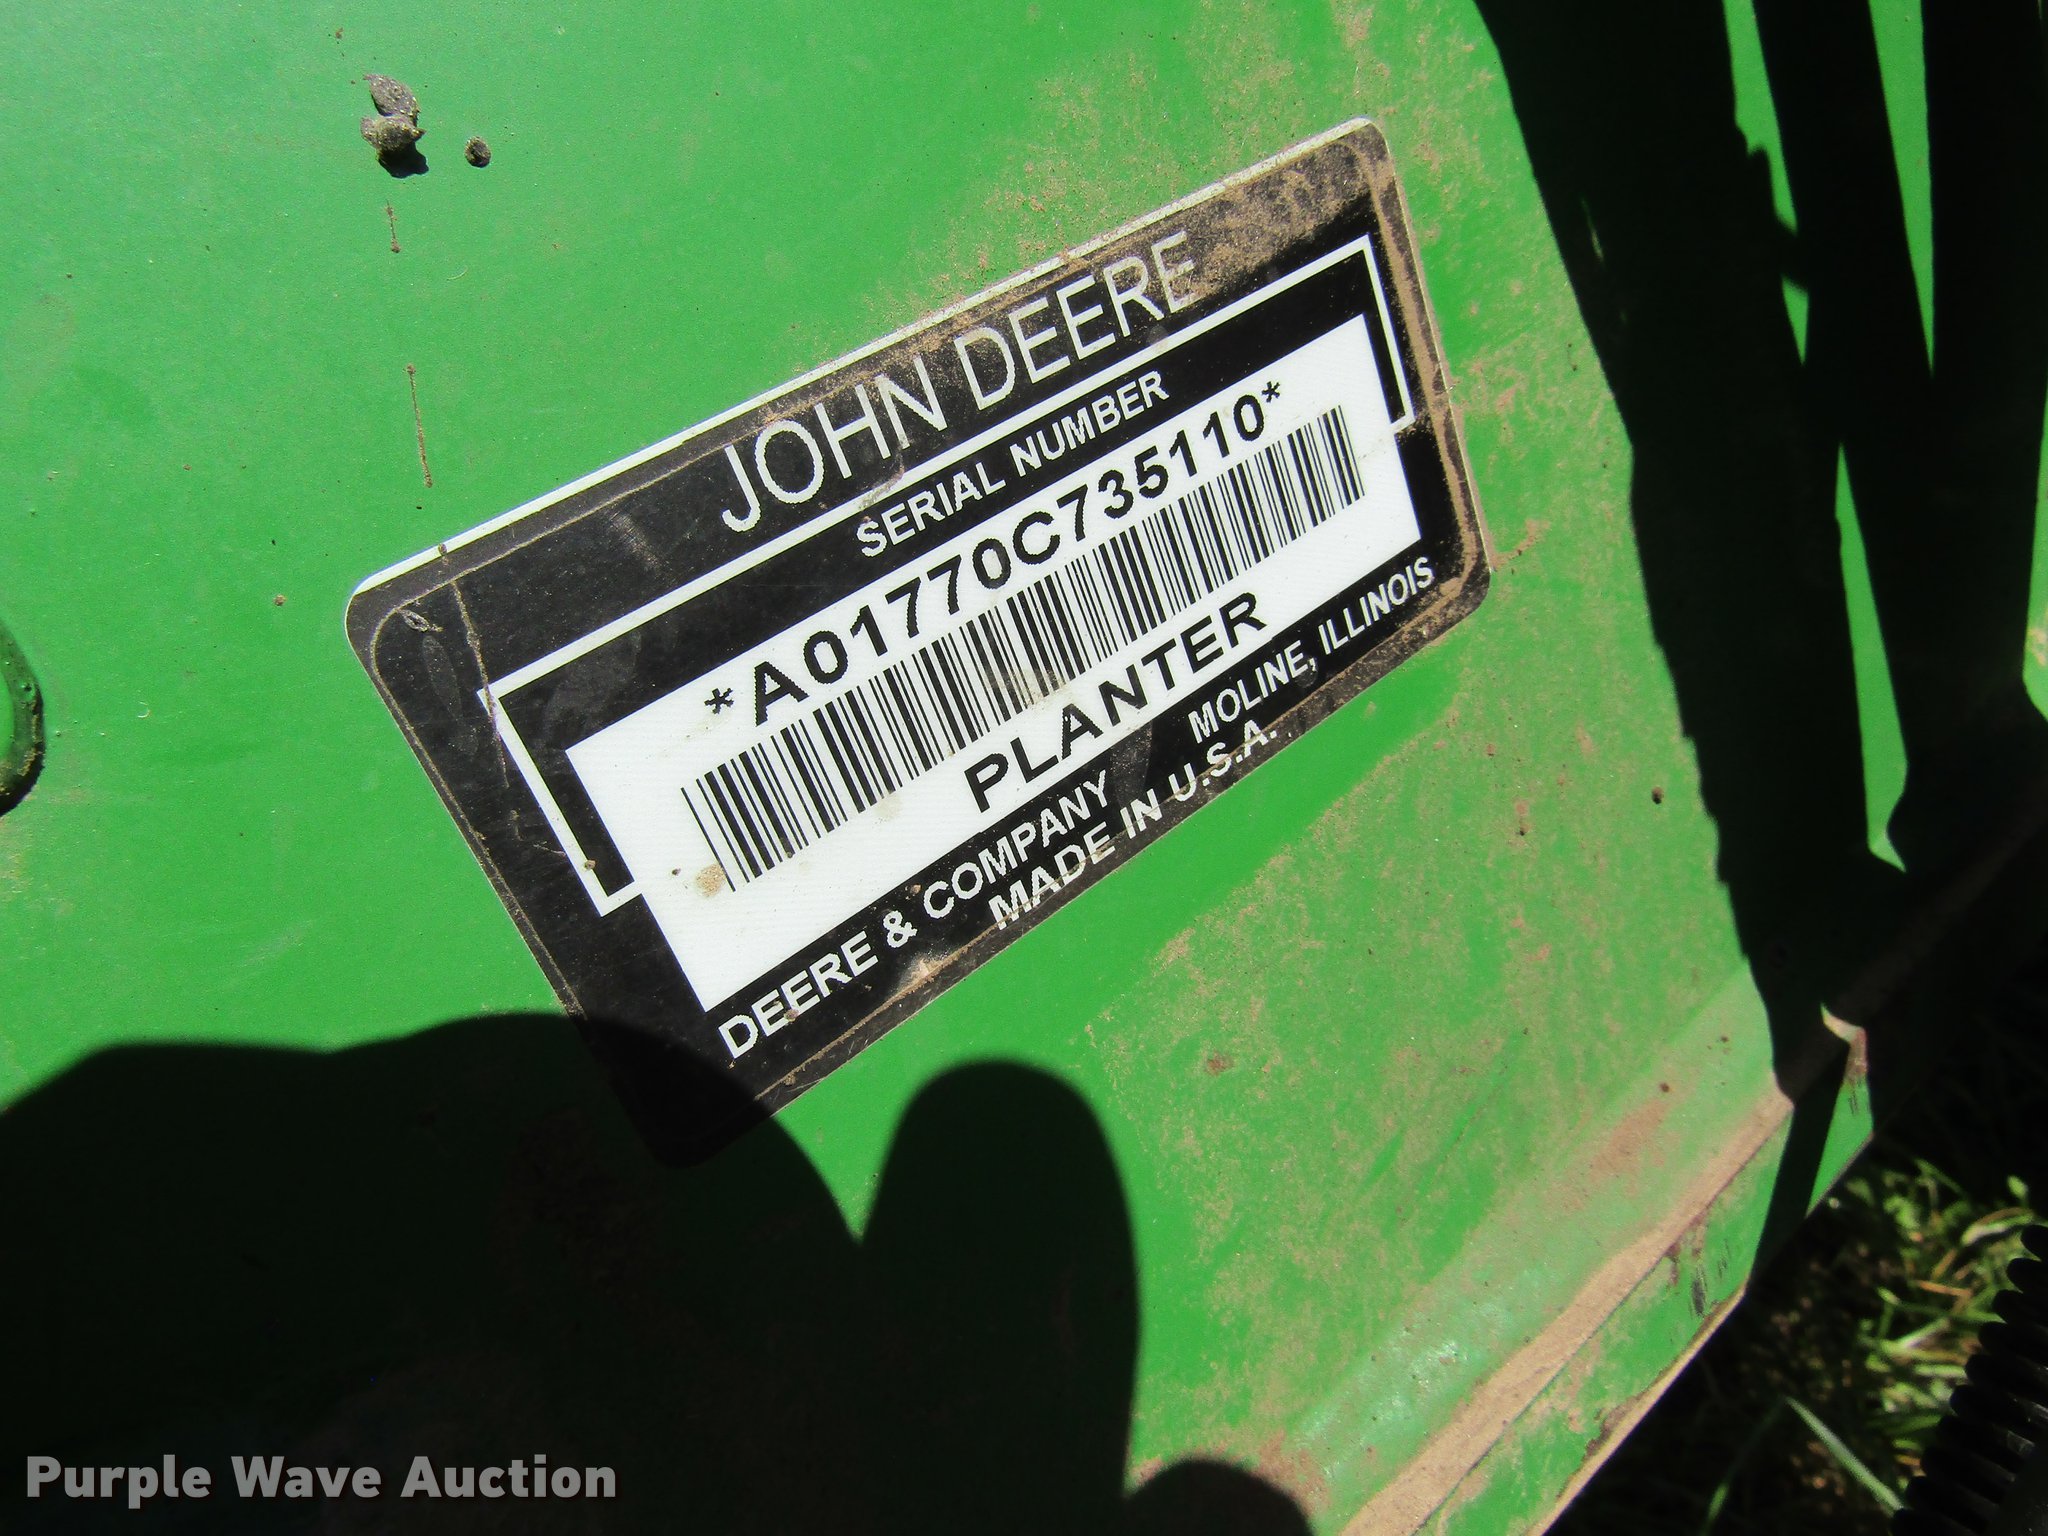 JOHN DEERE
SERIAL NUMBER
*A01770C735110*
PLANTER
DEERE & COMPANY MOLINE, ILLINOIS
MADE IN U.S.A.
Purple Wave Auction